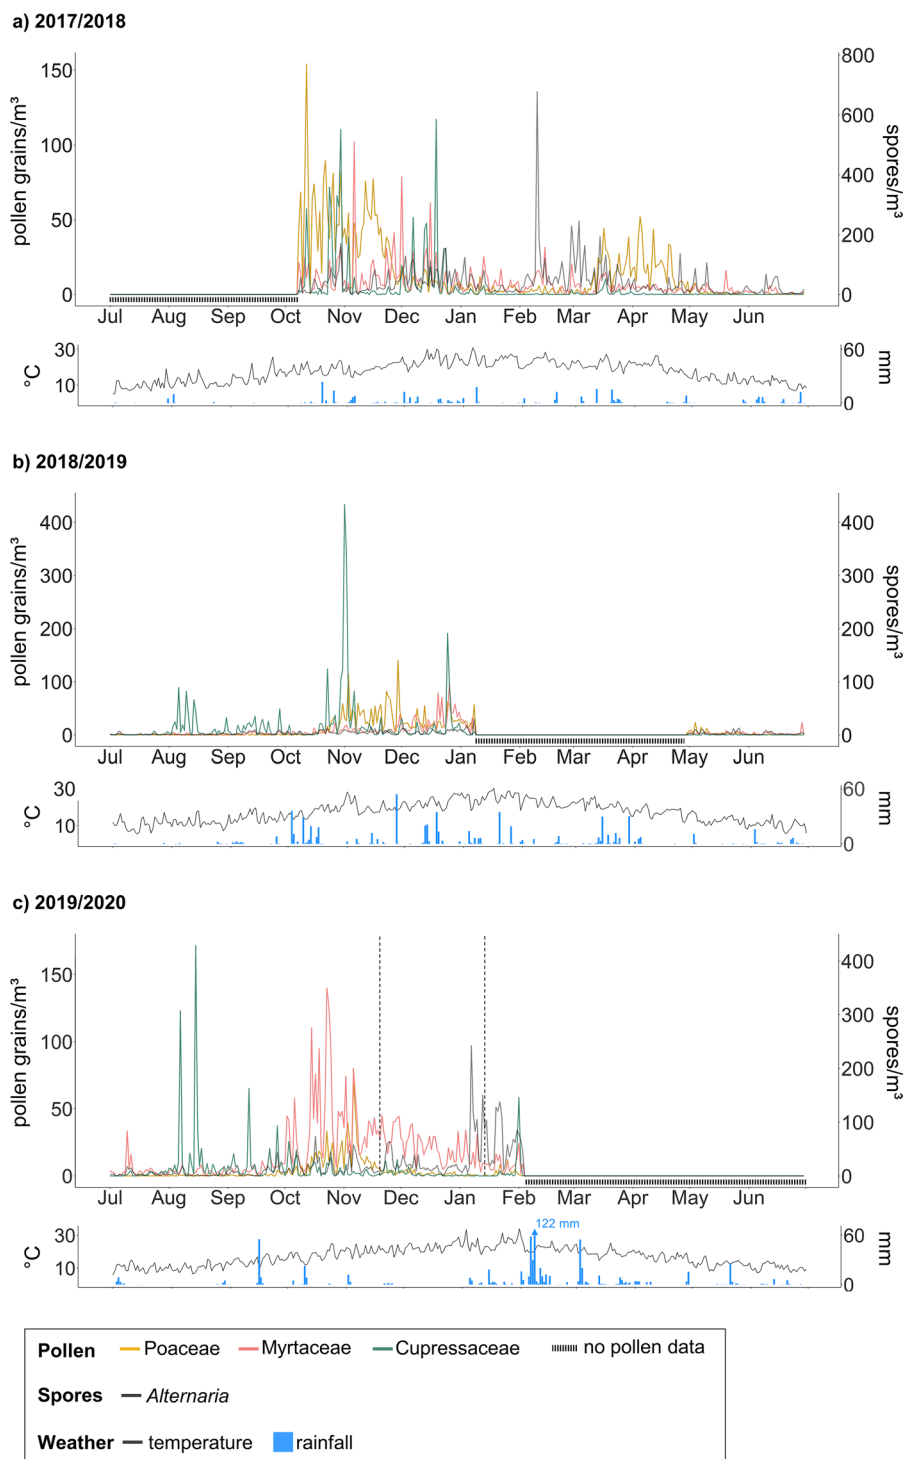 a) 2017/2018
150
100
50
0
pollen grains/m³
800
600
400
200
0
spores/m³
Jul Aug Sep Oct Nov Dec Jan Feb Mar Apr May Jun
30
10
°C
60
0
mm
b) 2018/2019
400
300
200
100
0
pollen grains/m³
400
300
200
100
0
spores/m³
Jul Aug Sep Oct Nov Dec Jan Feb Mar Apr May Jun
30
10
°C
60
0
mm
c) 2019/2020
150
100
50
0
pollen grains/m³
400
300
200
100
0
spores/m³
Jul Aug Sep Oct Nov Dec Jan Feb Mar Apr May Jun
122 mm
30
10
°C
60
0
mm
Pollen Poaceae Myrtaceae Cupressaceae no pollen data
Spores Alternaria
Weather temperature rainfall